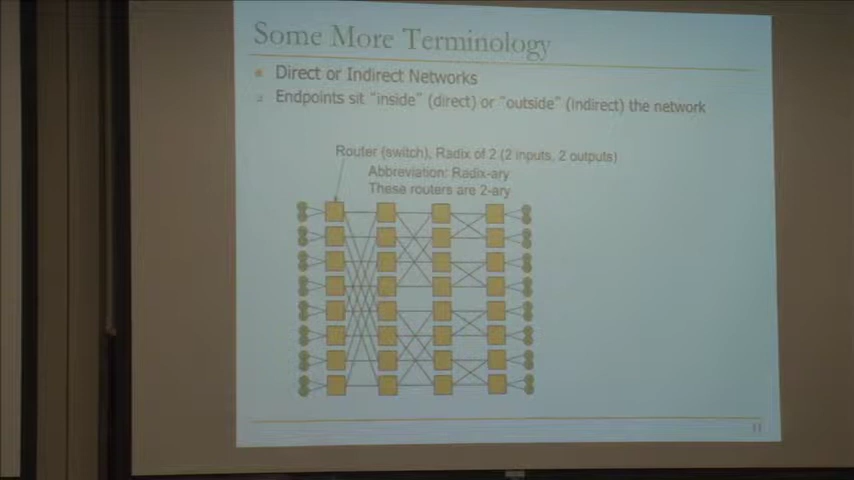 Some More Terminology
Direct or Indirect Networks
Endpoints sit "inside" (direct) or "outside" (indirect) the network
Router (switch), Radix of 2 (2 inputs, 2 outputs)
Abbreviation: Radix-ary
These routers are 2-ary
11